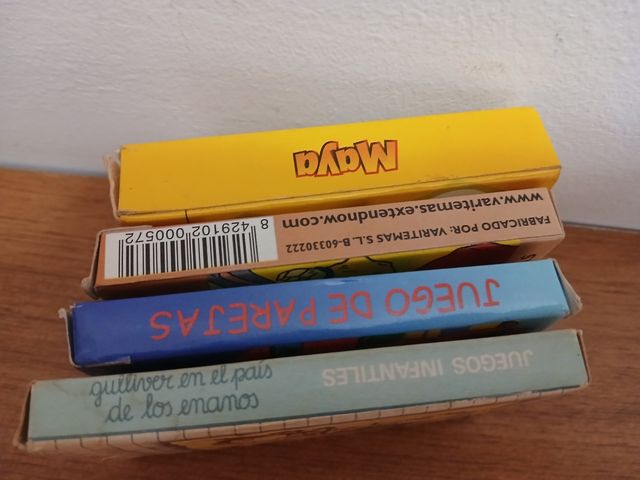 Maya
FABRICADO POR: VARITEMAS S.L. B-60330222
www.varitemas.extendnow.com
8 429102 000572
JUEGO DE PAREJAS
JUEGOS INFANTILES
gulliver en el país
de los enanos